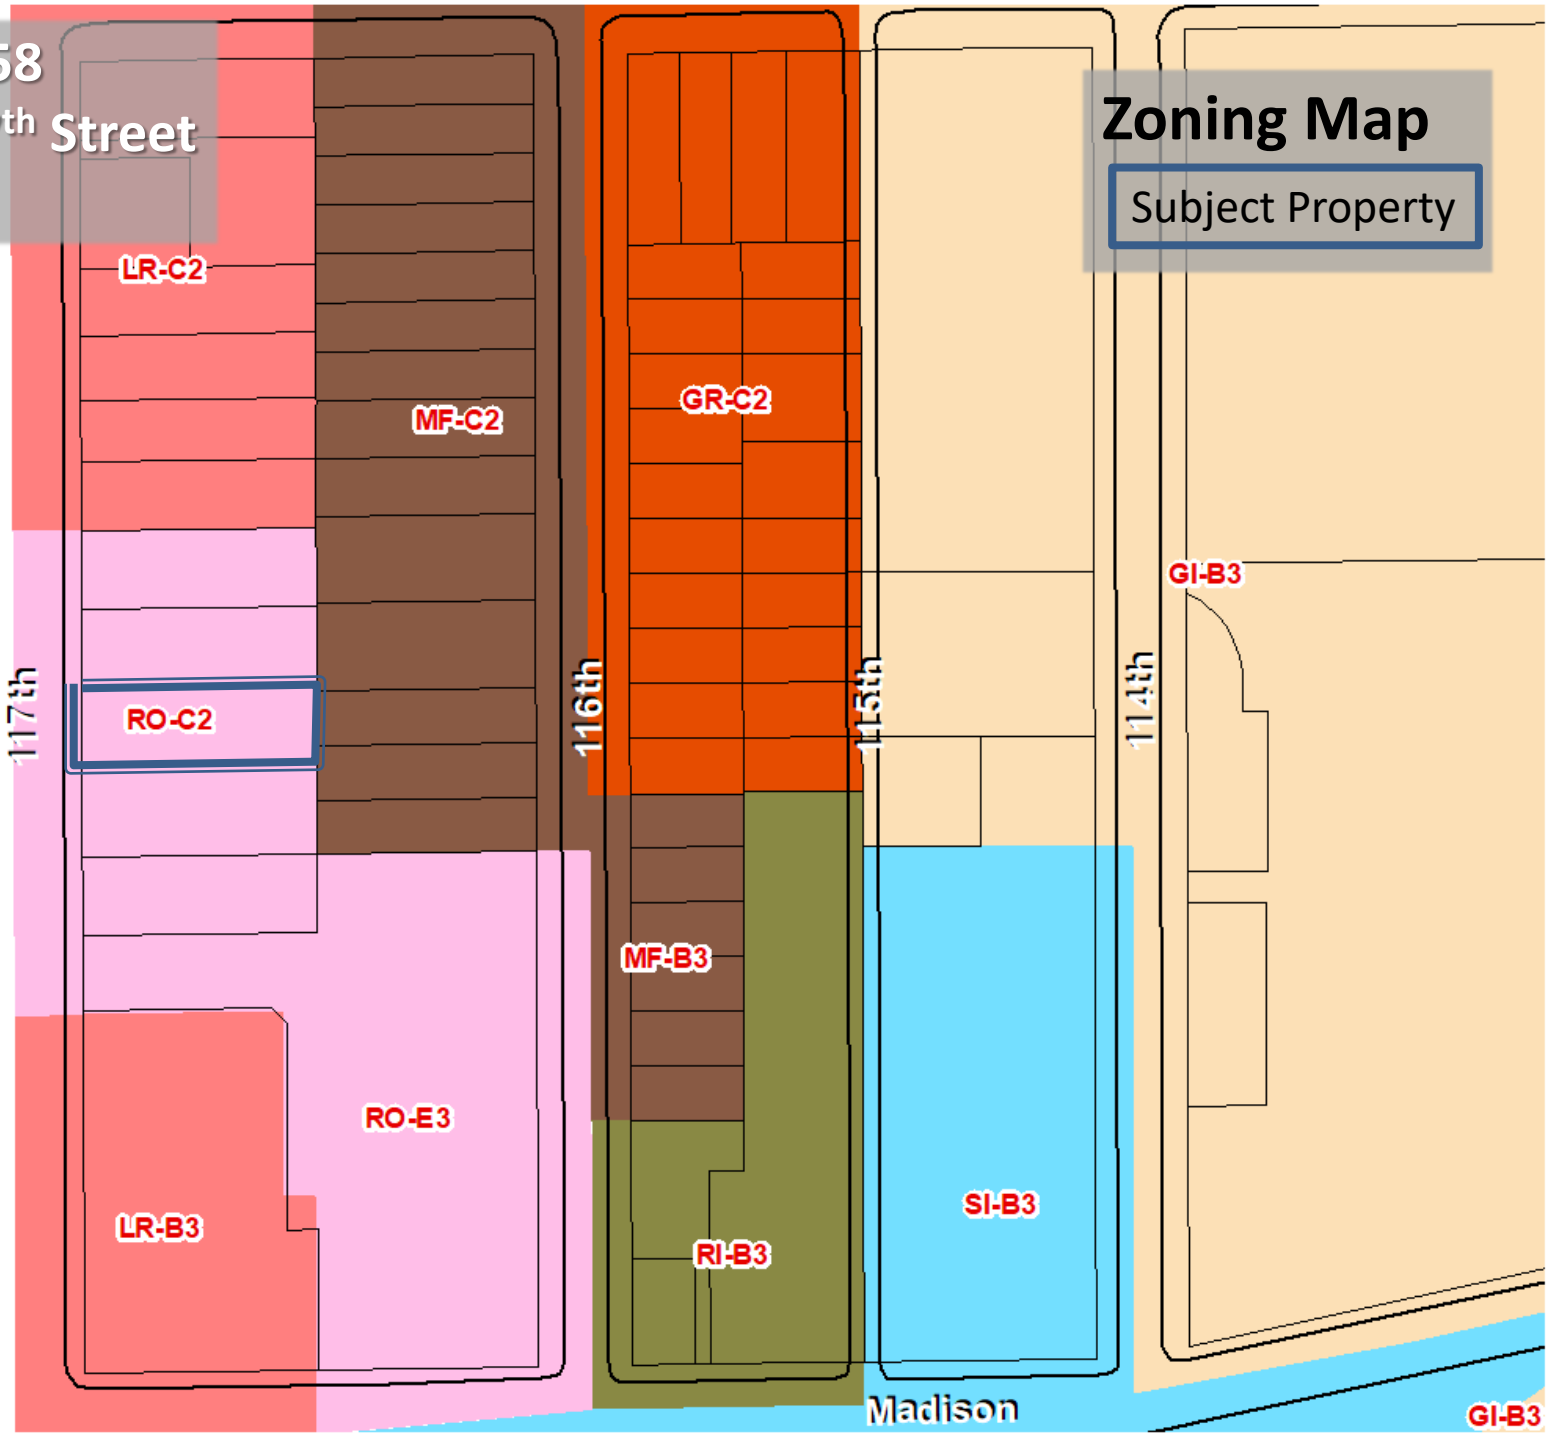 58
th Street
Zoning Map
Subject Property
LR-C2
MF-C2
GR-C2
GI-B3
117th
RO-C2
116th
115th
114th
MF-B3
RO-E3
LR-B3
RI-B3
SI-B3
Madison
GI-B3